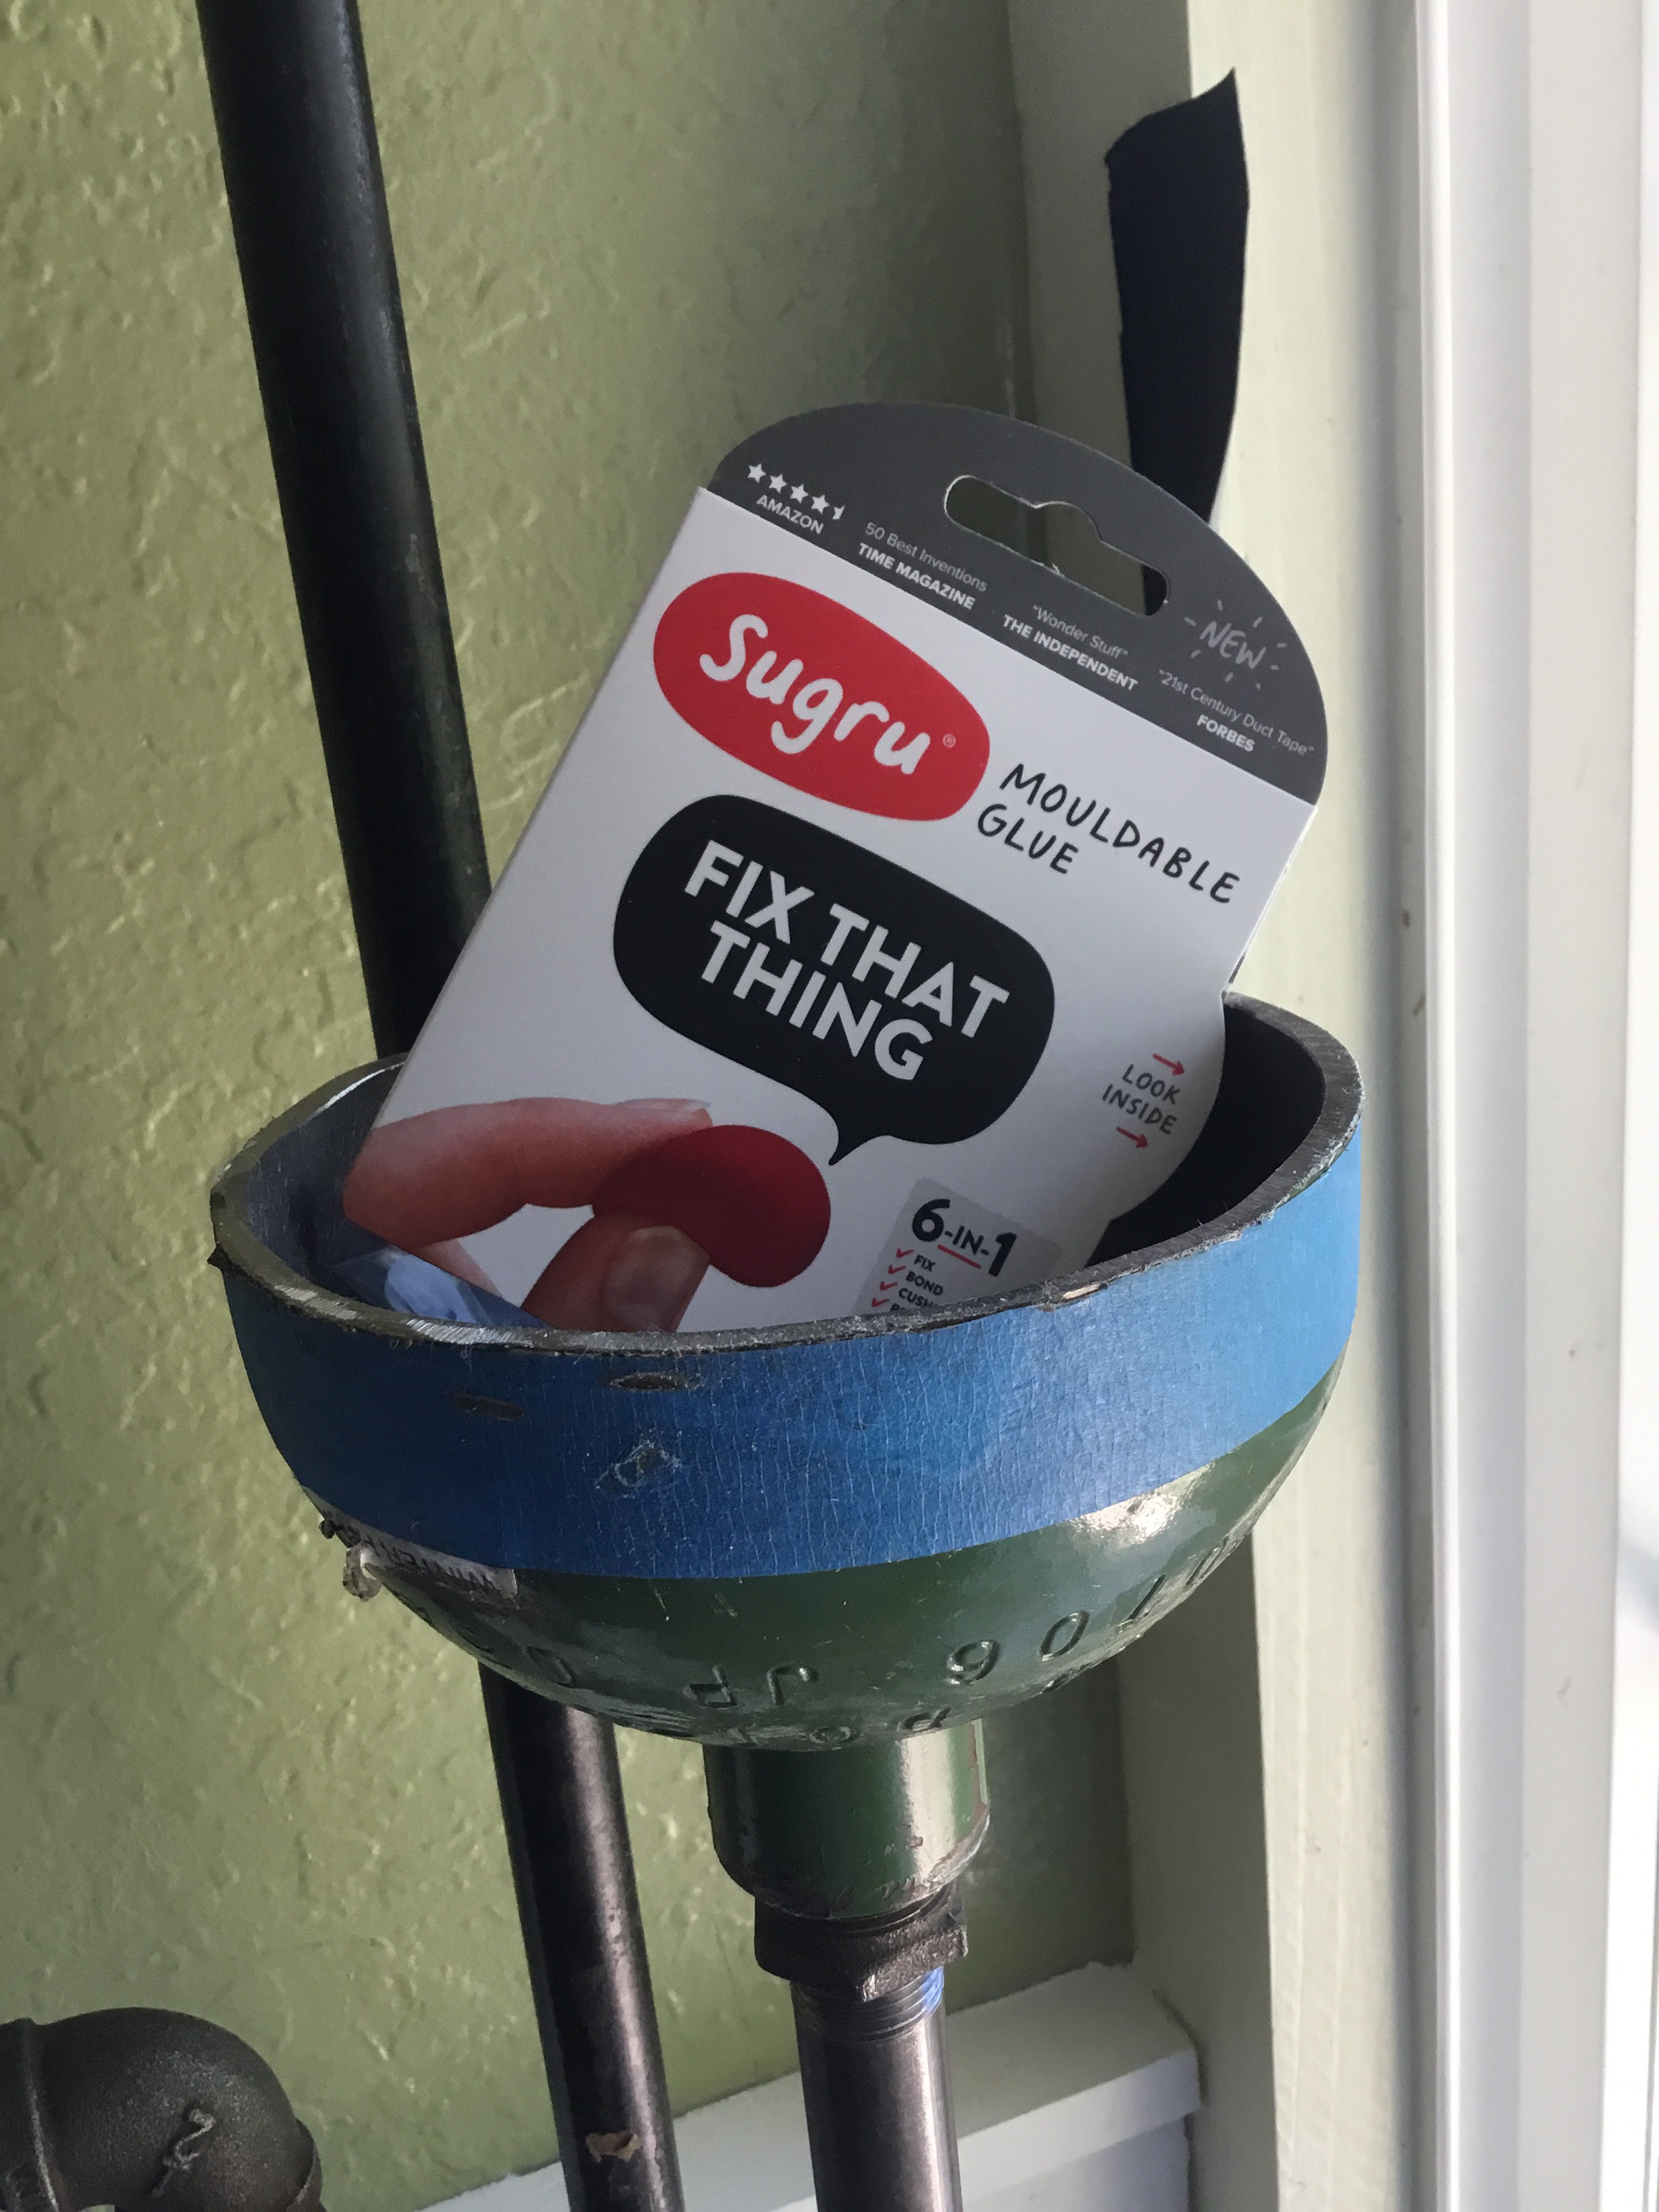 AMAZON
50 Best Inventions
TIME MAGAZINE
"Wonder Stuff"
THE INDEPENDENT
NEW
"21st Century Duct Tape"
FORBES
Sugru®
MOULDABLE
GLUE
FIX THAT
THING
LOOK
INSIDE
6-IN-1
FIX
BOND
2